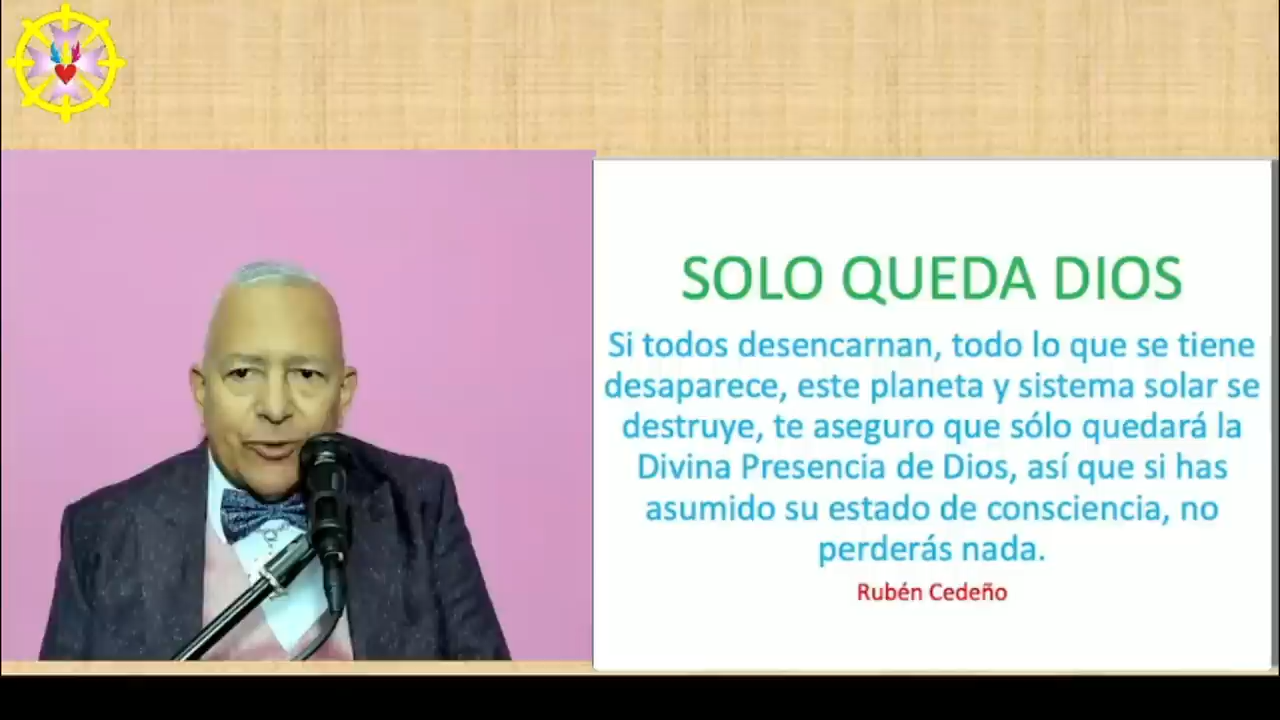 SOLO QUEDA DIOS
Si todos desencarnan, todo lo que se tiene
desaparece, este planeta y sistema solar se
destruye, te aseguro que sólo quedará la
Divina Presencia de Dios, así que si has
asumido su estado de consciencia, no
perderás nada.
Rubén Cedeño